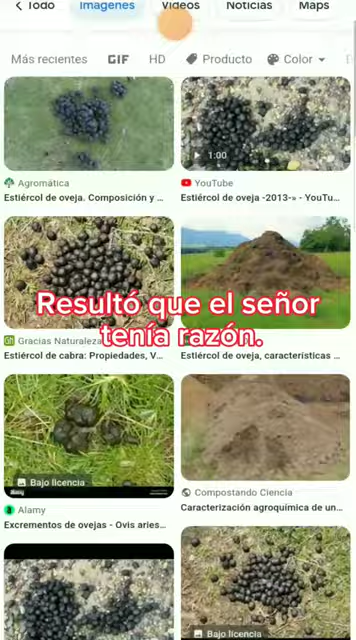 Todo
Imágenes
Videos
Noticias
Maps
Más recientes
GIF
HD
Producto
Color
1:00
Agromática
Estiércol de oveja. Composición y ...
YouTube
Estiércol de oveja -2013-» - YouTu...
Resultó que el señor
tenía razón.
Gracias Naturaleza
Estiércol de cabra: Propiedades, V...
Estiércol de oveja, características ...
Bajo licencia
Alamy
Excrementos de ovejas - Ovis aries...
Compostando Ciencia
Caracterización agroquímica de un...
Bajo licencia